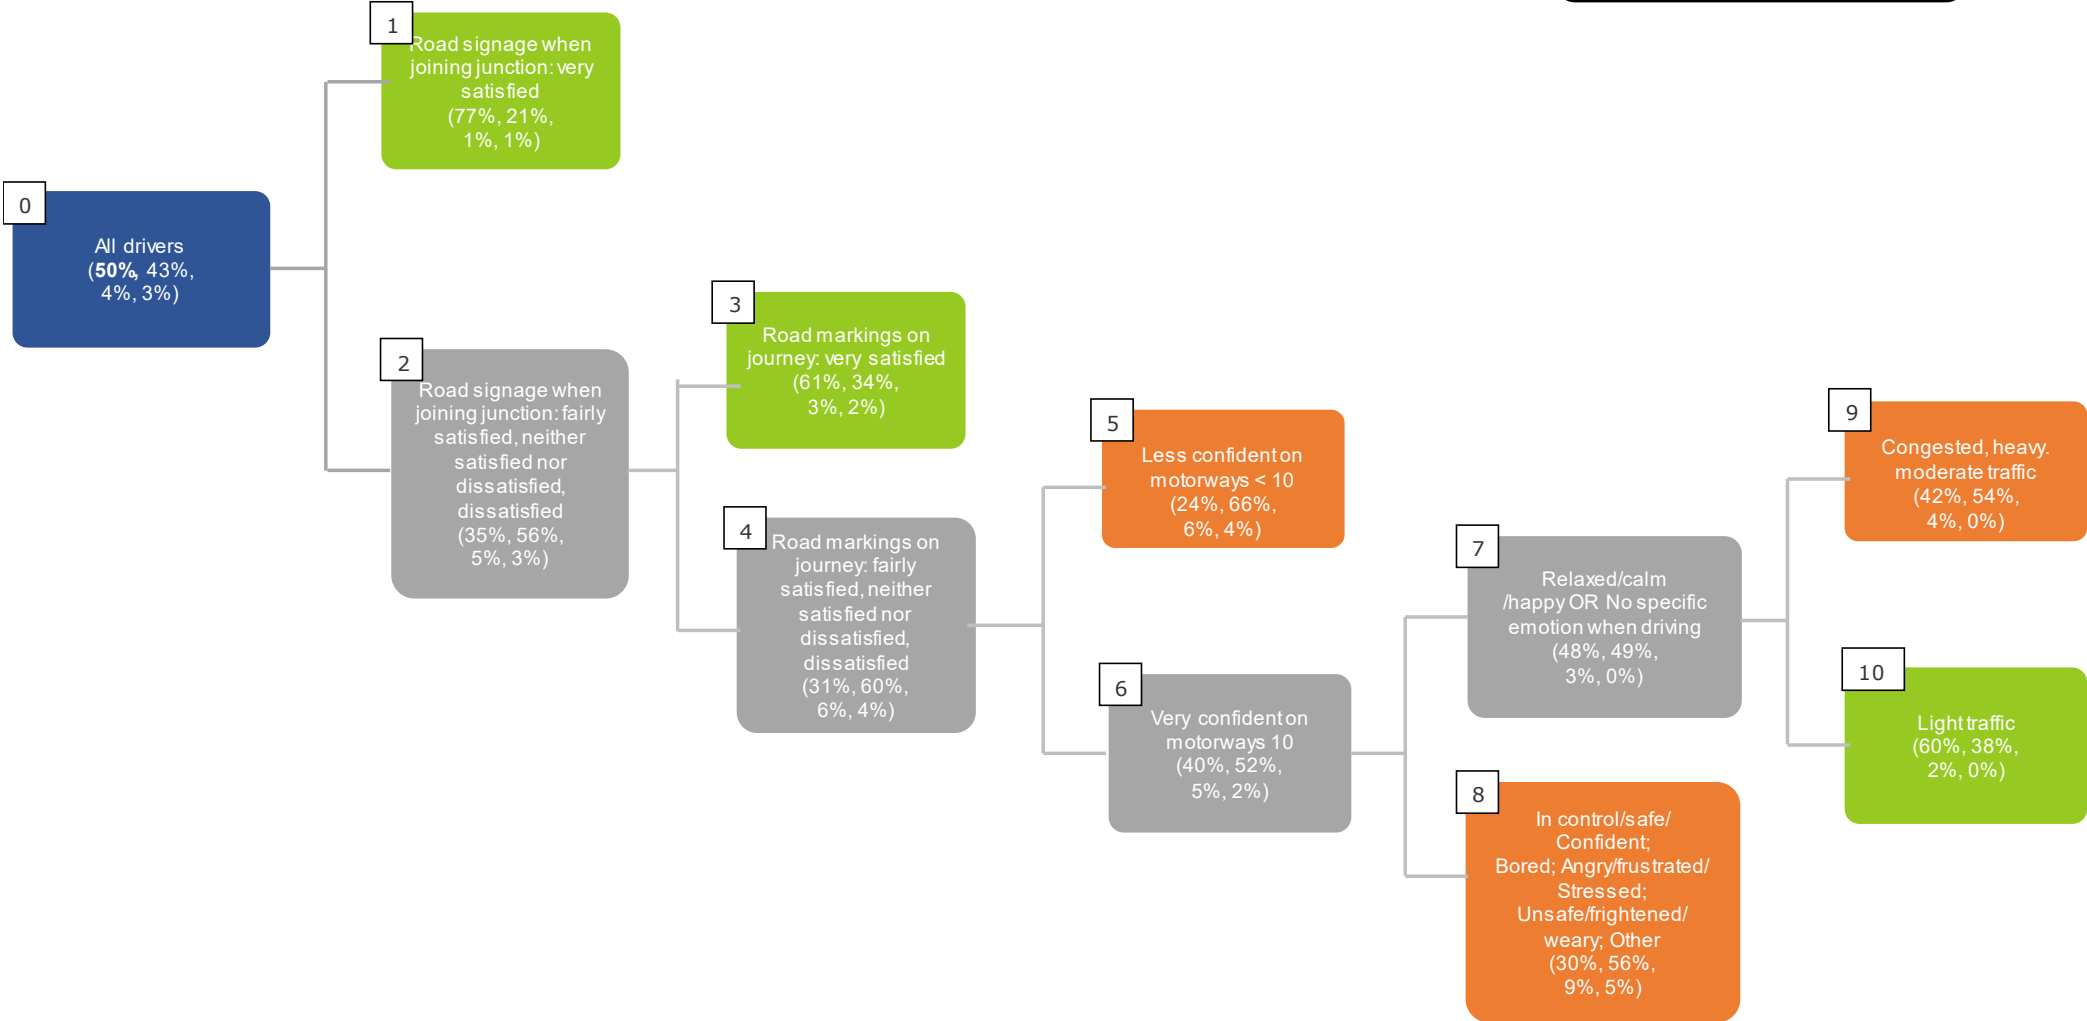 1
Road signage when
joining junction: very
satisfied
(77%, 21%,
1%, 1%)
0
All drivers
(50%, 43%,
4%, 3%)
2
Road signage when
joining junction: fairly
satisfied, neither
satisfied nor
dissatisfied,
dissatisfied
(35%, 56%,
5%, 3%)
3
Road markings on
journey: very satisfied
(61%, 34%,
3%, 2%)
4
Road markings on
journey: fairly
satisfied, neither
satisfied nor
dissatisfied,
dissatisfied
(31%, 60%,
6%, 4%)
5
Less confident on
motorways < 10
(24%, 66%,
6%, 4%)
6
Very confident on
motorways 10
(40%, 52%,
5%, 2%)
7
Relaxed/calm
/happy OR No specific
emotion when driving
(48%, 49%,
3%, 0%)
8
In control/safe/
Confident;
Bored; Angry/frustrated/
Stressed;
Unsafe/frightened/
weary; Other
(30%, 56%,
9%, 5%)
9
Congested, heavy.
moderate traffic
(42%, 54%,
4%, 0%)
10
Light traffic
(60%, 38%,
2%, 0%)